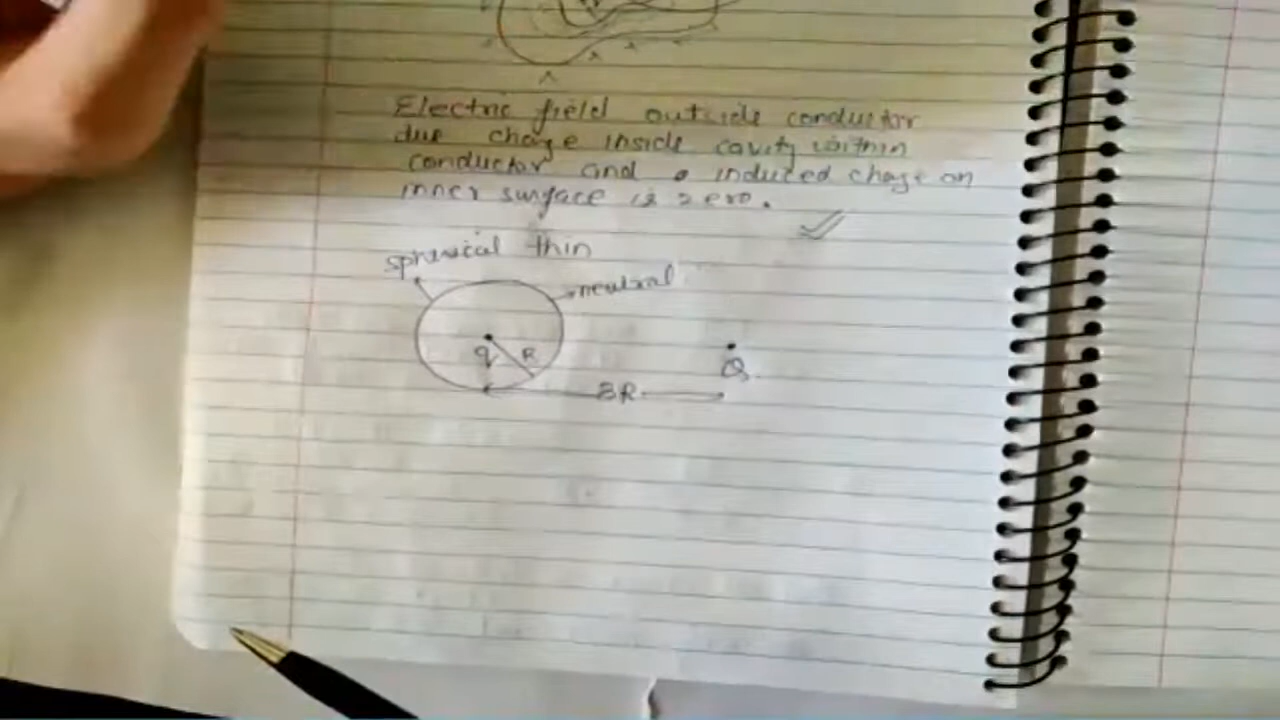 Electric field outside conductor
due charge inside cavity within
conductor and induced charge on
inner surface is zero.
spherical thin
neutral
q
R
Q
3R